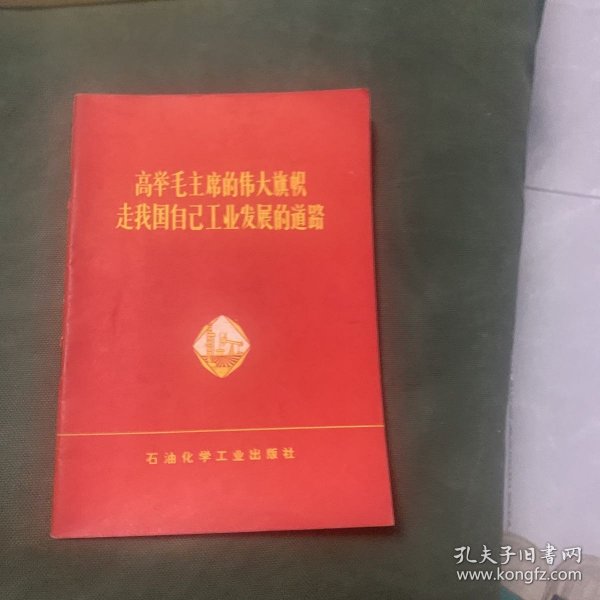 高举毛主席的伟大旗帜
走我国自己工业发展的道路
石油化学工业出版社
孔夫子旧书网
www.kongfz.com